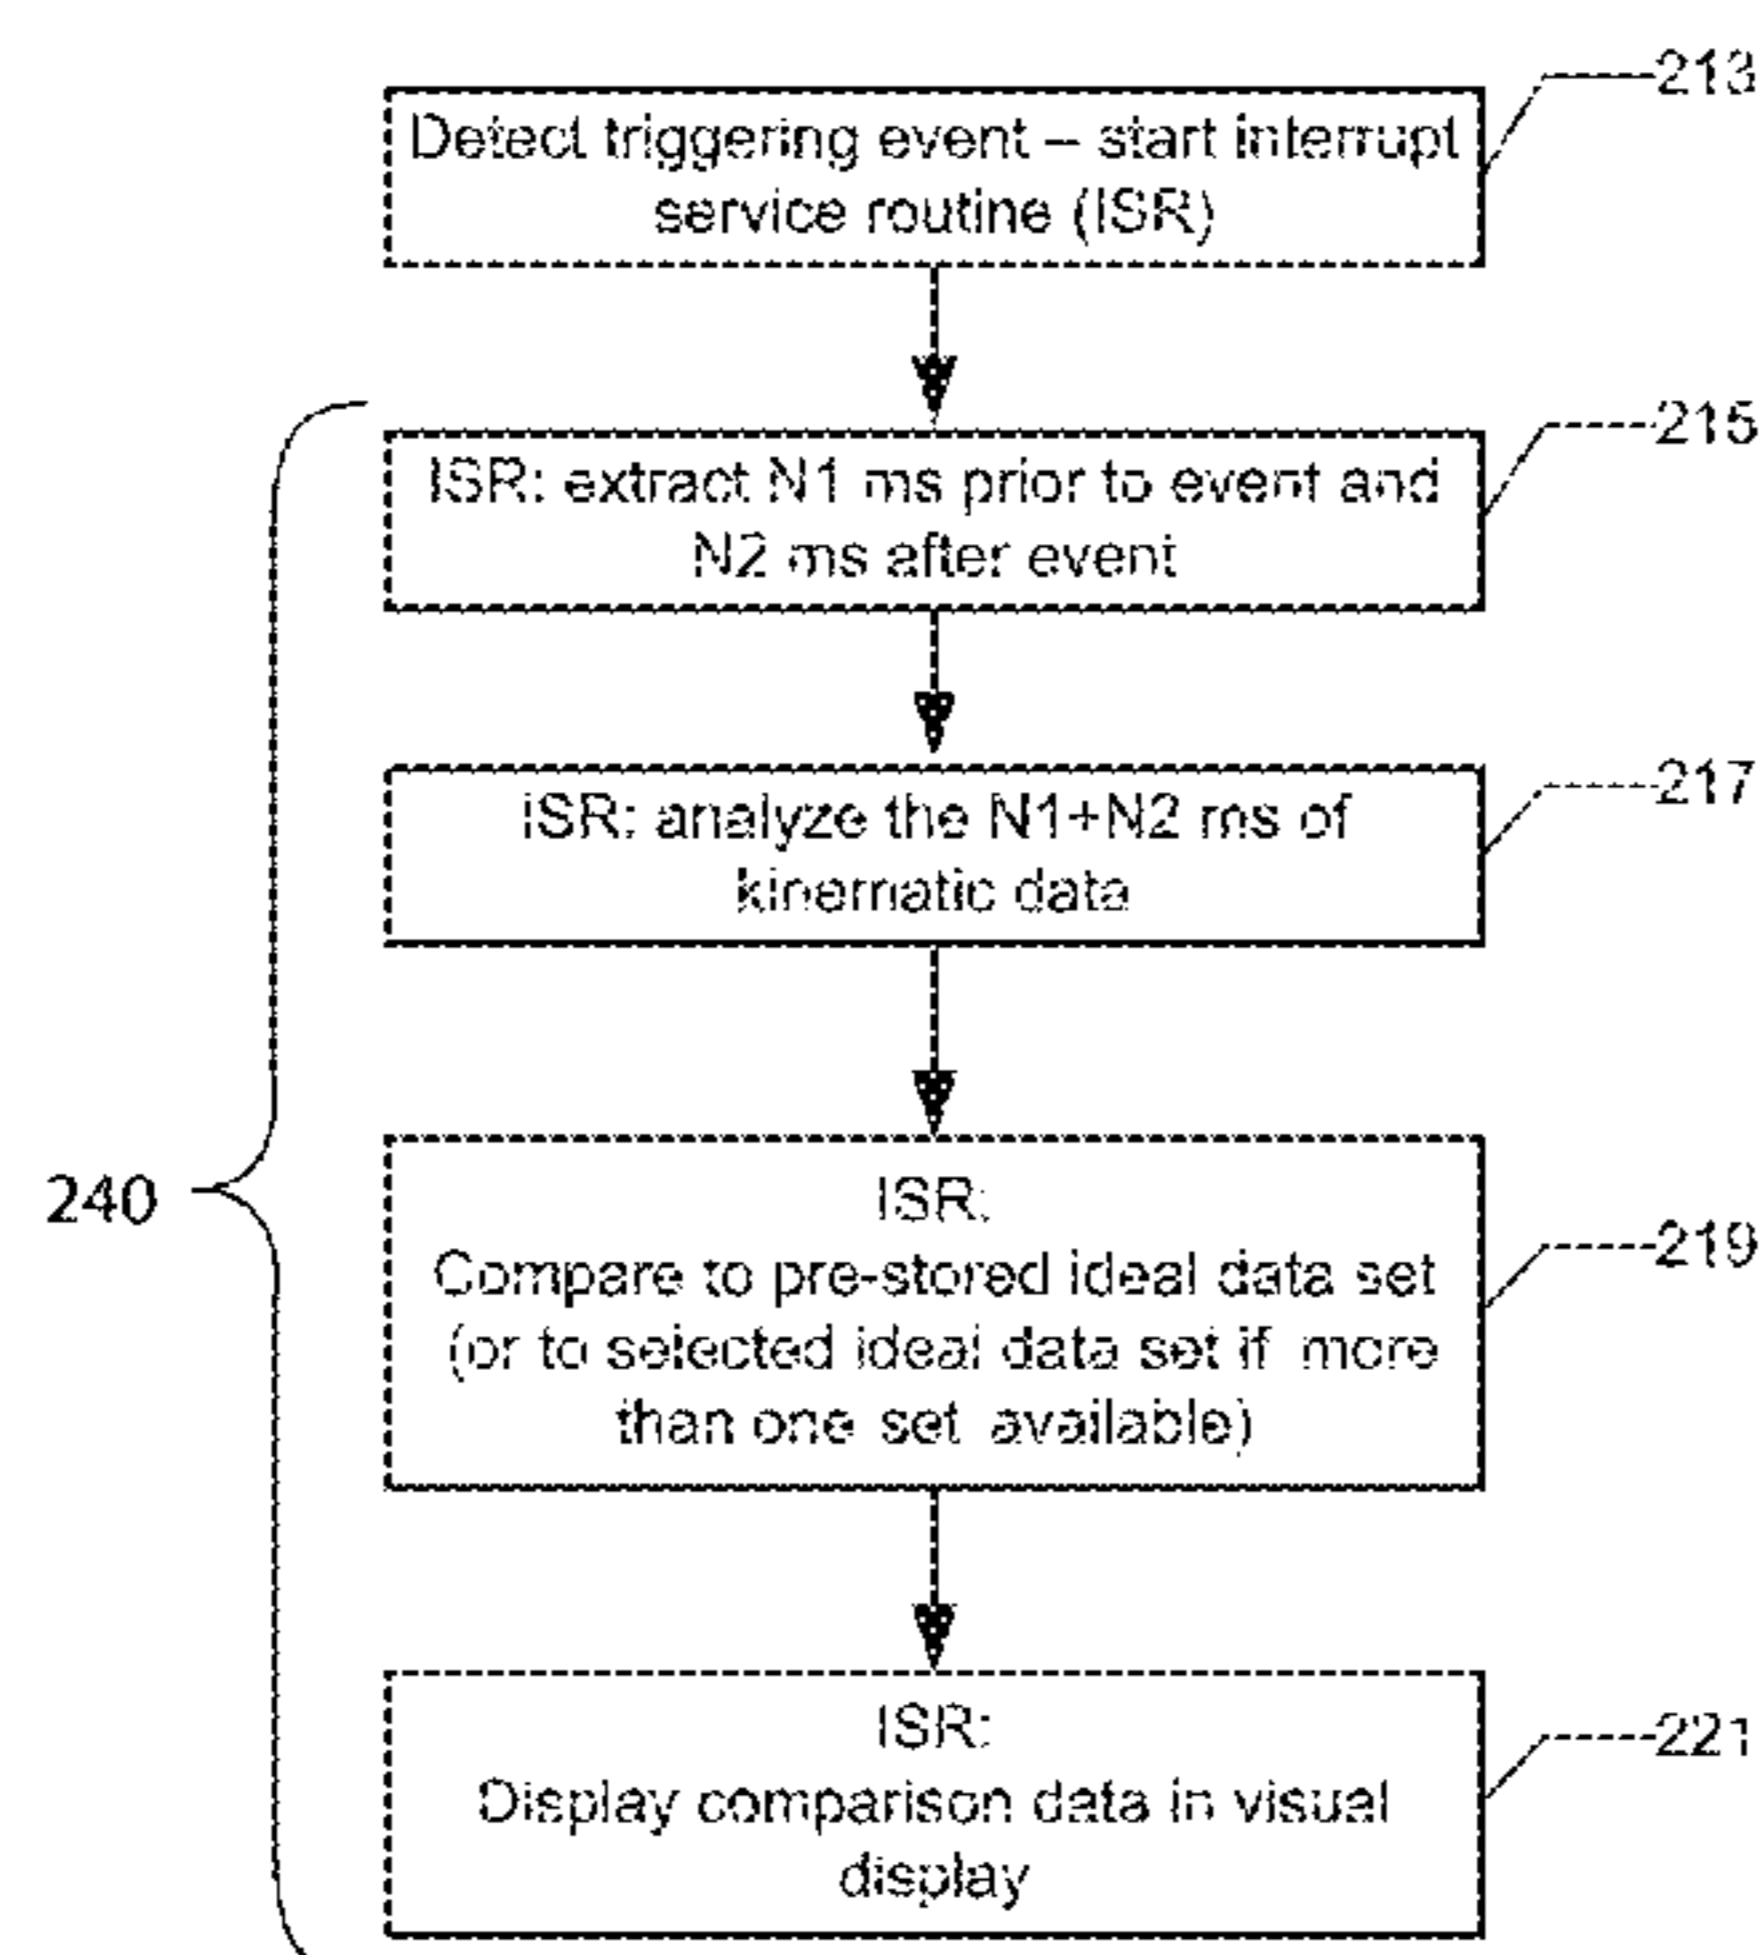 213
Detect triggering event – start interrupt
service routine (ISR)
215
ISR: extract N1 ms prior to event and
N2 ms after event
217
ISR: analyze the N1+N2 ms of
kinematic data
240
219
ISR:
Compare to pre-stored ideal data set
(or to selected ideal data set if more
than one set available)
221
ISR:
Display comparison data in visual
display